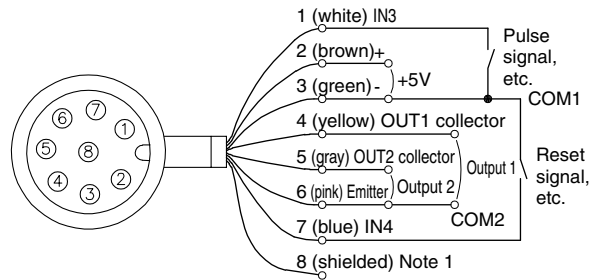 1 (white) IN3
Pulse
signal,
etc.
2 (brown)+
+5V
3 (green)-
COM1
4 (yellow) OUT1 collector
5 (gray) OUT2 collector
Output 1
Output 2
6 (pink) Emitter
COM2
Reset
signal,
etc.
7 (blue) IN4
8 (shielded) Note 1
7
6
1
5
8
4
3
2